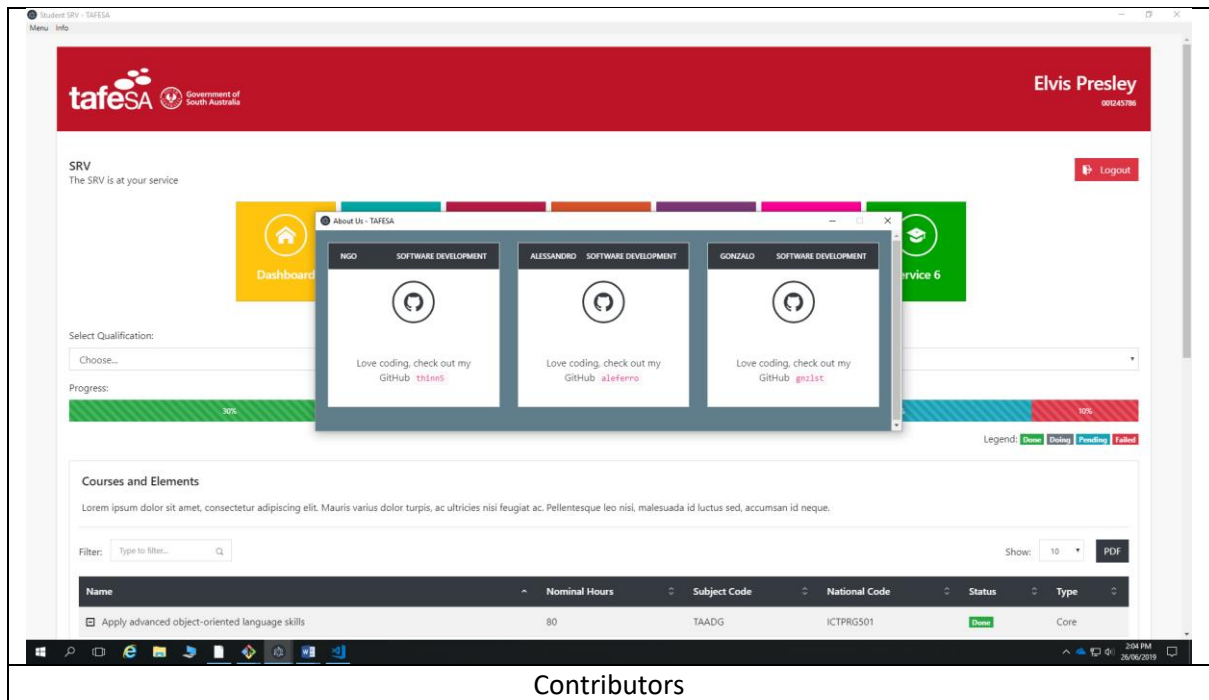 Student SRV - TAFESA
Menu Info
tafeSA Government of South Australia
Elvis Presley
001245786
SRV
The SRV is at your service
Logout
About Us - TAFESA
NGO SOFTWARE DEVELOPMENT
Love coding, check out my
GitHub thinn5
ALESSANDRO SOFTWARE DEVELOPMENT
Love coding, check out my
GitHub aleferro
GONZALO SOFTWARE DEVELOPMENT
Love coding, check out my
GitHub gnzlst
Dashboard
ervice 6
Select Qualification:
Choose...
Progress:
30%
10%
Legend: Done Doing Pending Failed
Courses and Elements
Lorem ipsum dolor sit amet, consectetur adipiscing elit. Mauris varius dolor turpis, ac ultricies nisi feugiat ac. Pellentesque leo nisi, malesuada id luctus sed, accumsan id neque.
Filter: Type to filter... Show: 10 PDF
Name Nominal Hours Subject Code National Code Status Type
Apply advanced object-oriented language skills 80 TAADG ICTPRG501 Done Core
2:04 PM
26/06/2019
Contributors